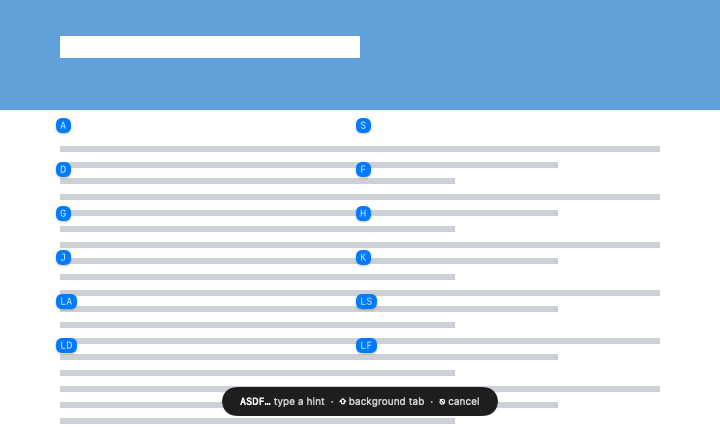 A S
D F
G H
J K
LA LS
LD LF
ASDF… type a hint · ⇧ background tab · ⎋ cancel